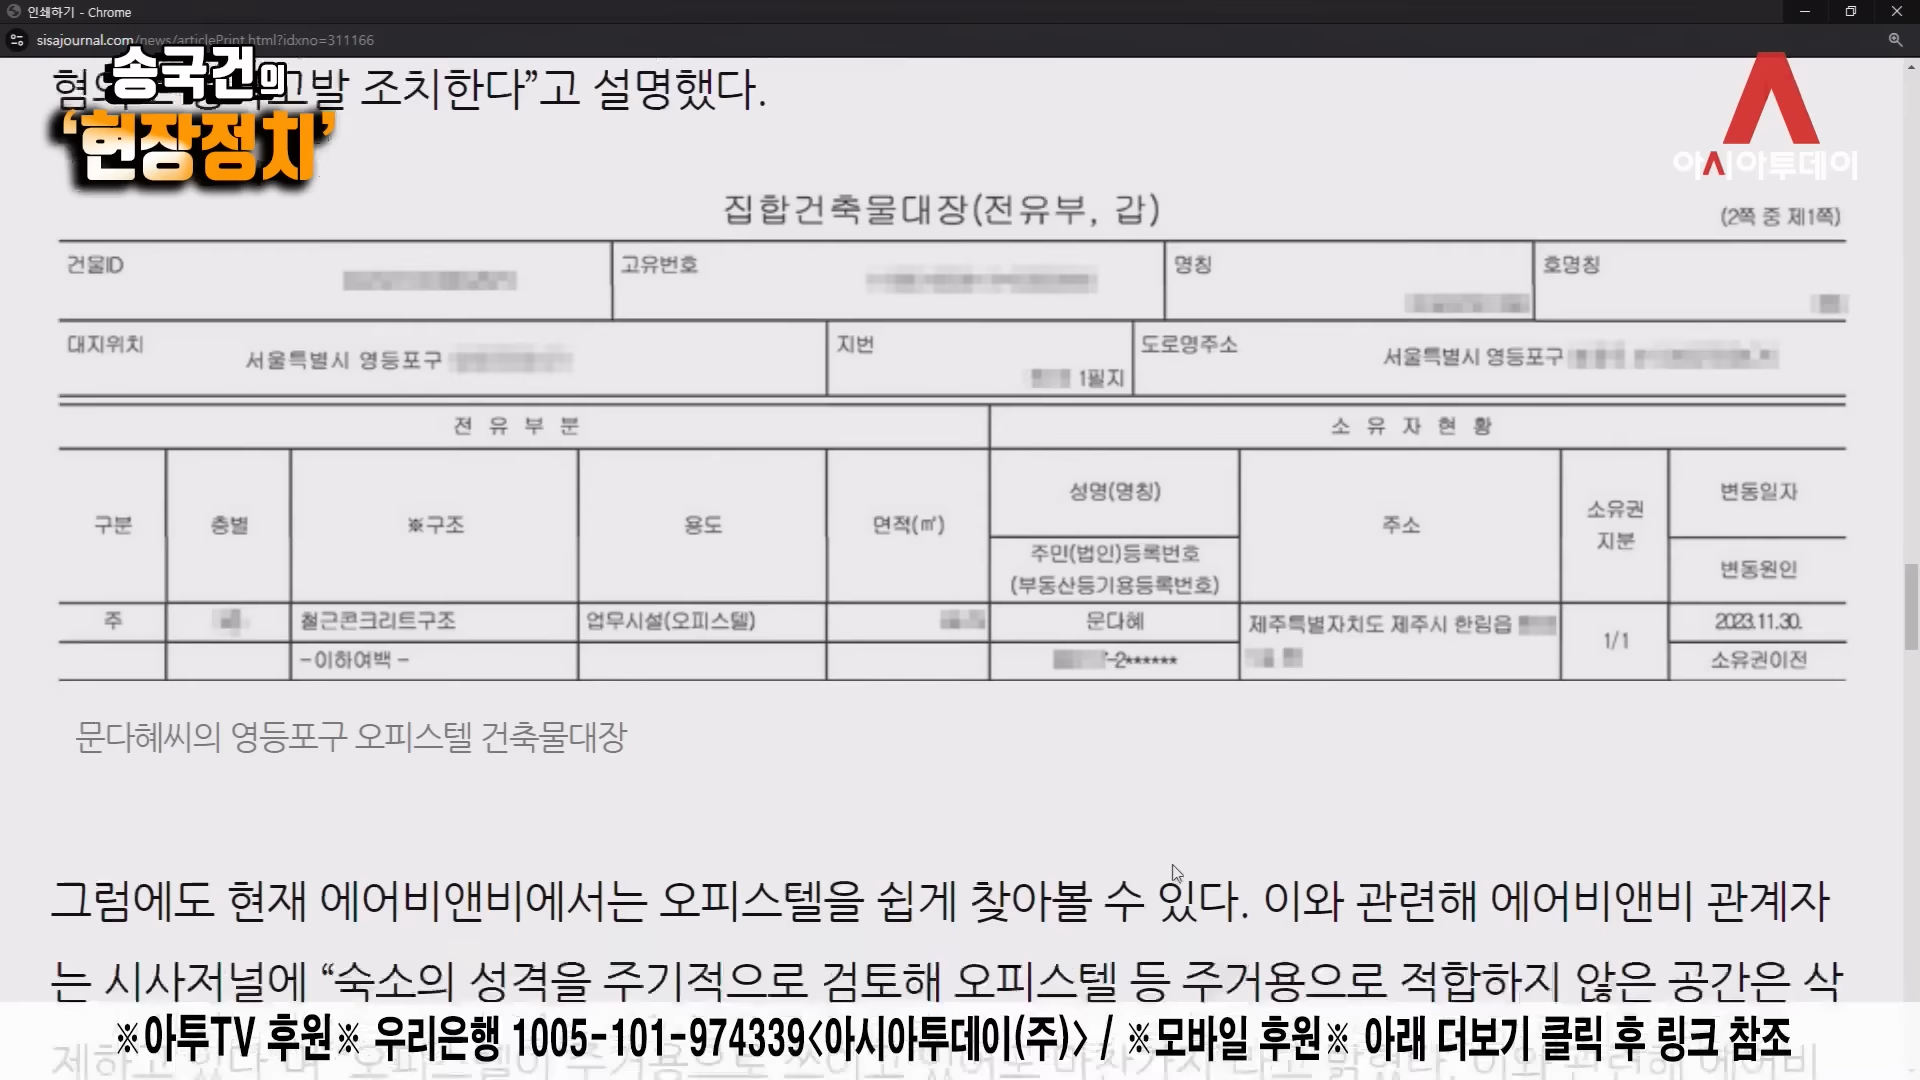 인쇄하기 - Chrome
sisajournal.com/news/articlePrint.html?idxno=311166
송국건의
‘현장정치’
고발 조치한다”고 설명했다.
아시아투데이
집합건축물대장(전유부, 갑)
(2쪽 중 제1쪽)
건물ID
고유번호
명칭
호명칭
대지위치
서울특별시 영등포구
지번
1필지
도로명주소
서울특별시 영등포구
전 유 부 분
소 유 자 현 황
구분
층별
※구조
용도
면적(㎡)
성명(명칭)
주민(법인)등록번호
(부동산등기용등록번호)
주소
소유권
지분
변동일자
변동원인
주
철근콘크리트구조
업무시설(오피스텔)
문다혜
제주특별자치도 제주시 한림읍
1/1
2023.11.30.
-이하여백-
-2******
소유권이전
문다혜씨의 영등포구 오피스텔 건축물대장
그럼에도 현재 에어비앤비에서는 오피스텔을 쉽게 찾아볼 수 있다. 이와 관련해 에어비앤비 관계자
는 시사저널에 “숙소의 성격을 주기적으로 검토해 오피스텔 등 주거용으로 적합하지 않은 공간은 삭
※아투TV 후원※ 우리은행 1005-101-974339<아시아투데이(주)> / ※모바일 후원※ 아래 더보기 클릭 후 링크 참조